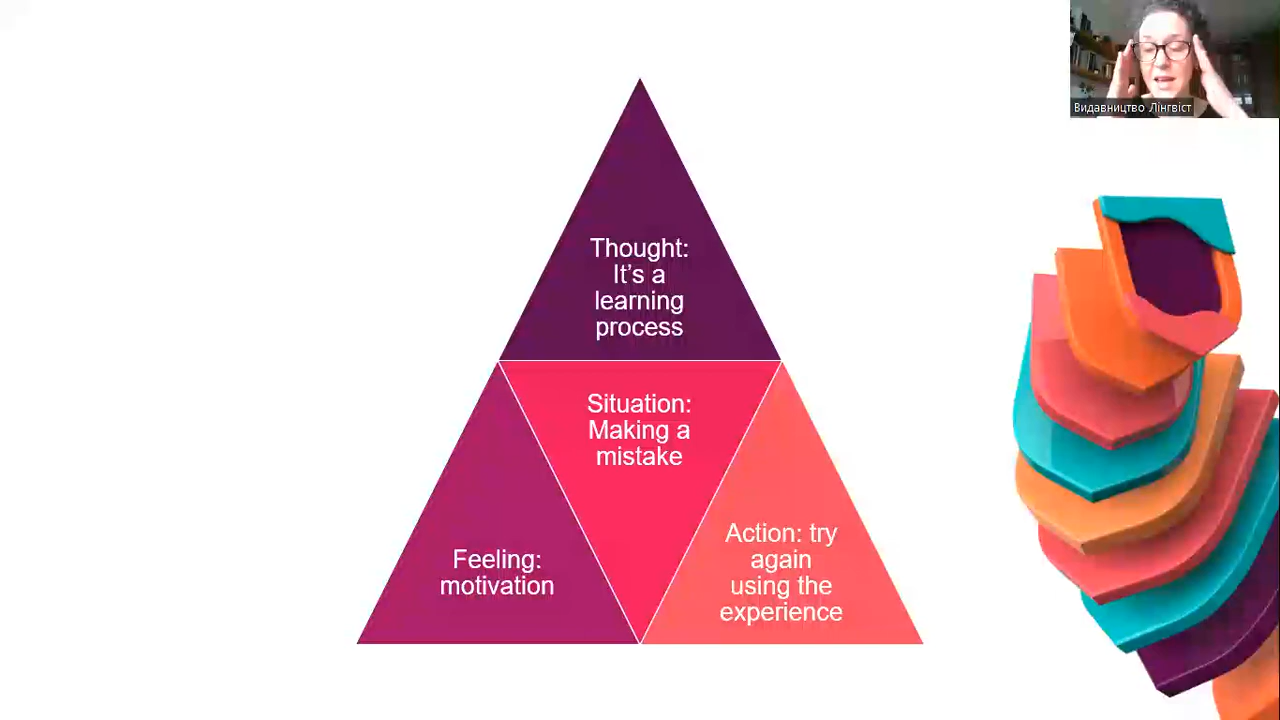 Видавництво Лінгвіст
Thought:
It's a
learning
process
Situation:
Making a
mistake
Feeling:
motivation
Action: try
again
using the
experience